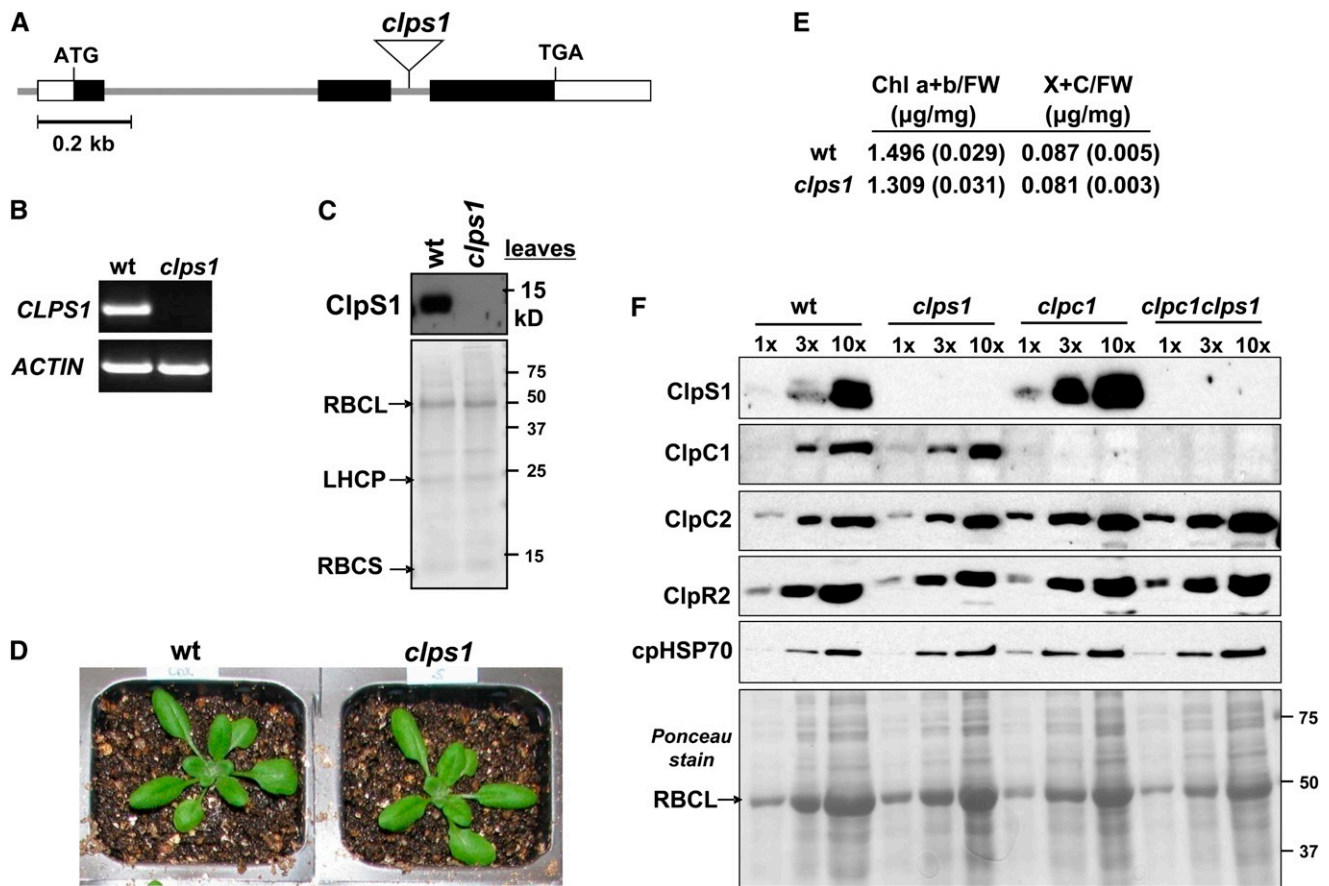 A
clps1
ATG
TGA
0.2 kb
B
wt clps1
CLPS1
ACTIN
C
wt clps1 leaves
ClpS1
15
kD
75
RBCL
50
37
LHCP
25
RBCS
15
D
wt clps1
E
Chl a+b/FW X+C/FW
(µg/mg) (µg/mg)
wt 1.496 (0.029) 0.087 (0.005)
clps1 1.309 (0.031) 0.081 (0.003)
F
wt clps1 clpc1 clpc1clps1
1x 3x 10x 1x 3x 10x 1x 3x 10x 1x 3x 10x
ClpS1
ClpC1
ClpC2
ClpR2
cpHSP70
Ponceau
stain
75
50
RBCL
37